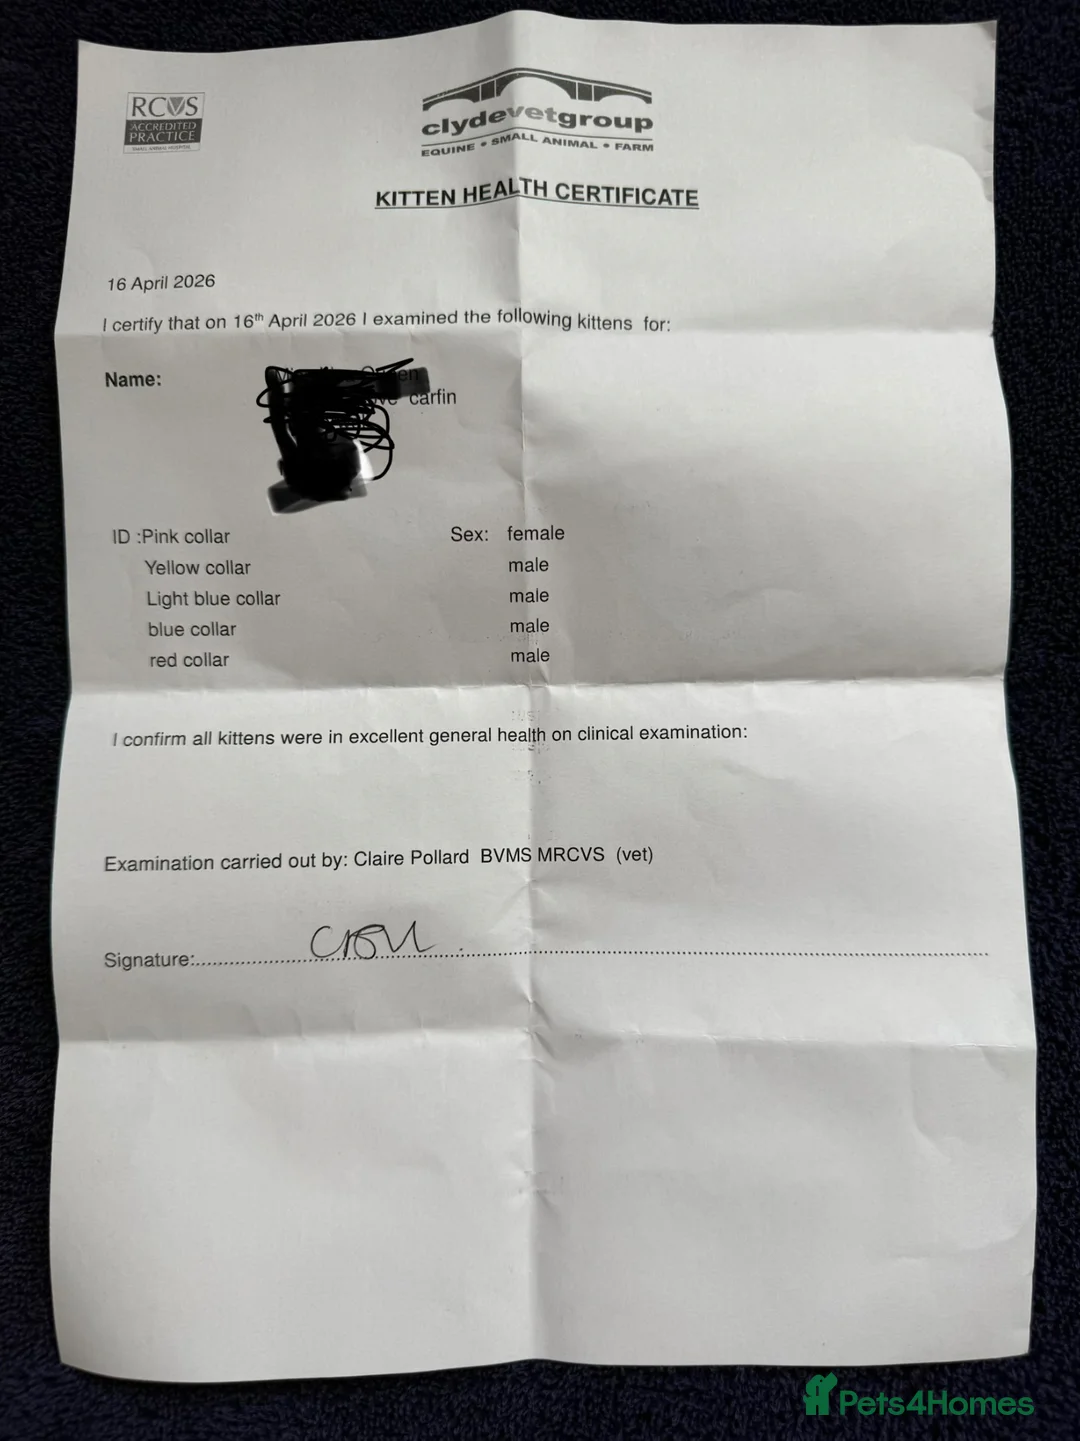 RCVS
ACCREDITED
PRACTICE
SMALL ANIMAL HOSPITAL
clydevetgroup
EQUINE • SMALL ANIMAL • FARM
KITTEN HEALTH CERTIFICATE
16 April 2026
I certify that on 16th April 2026 I examined the following kittens for:
Name:
carfin
ID :Pink collar Sex: female
Yellow collar male
Light blue collar male
blue collar male
red collar male
I confirm all kittens were in excellent general health on clinical examination:
Examination carried out by: Claire Pollard BVMS MRCVS (vet)
Signature:
Pets4Homes